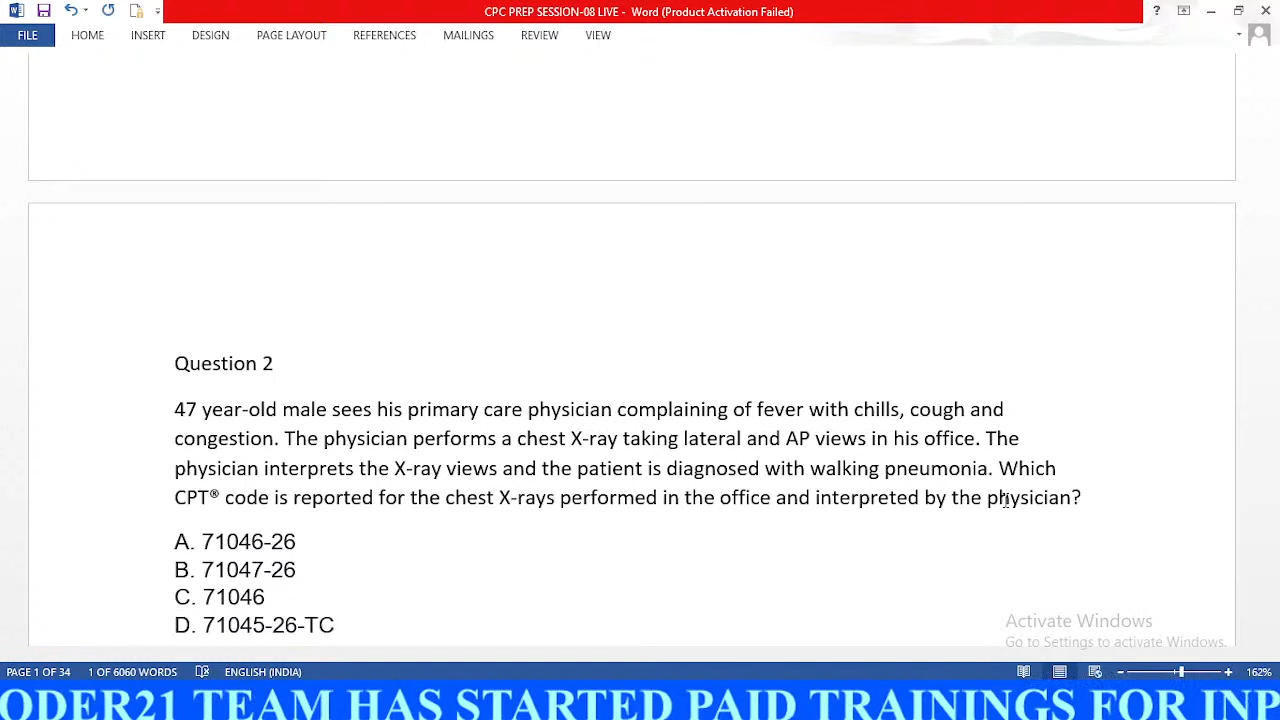 CPC PREP SESSION-08 LIVE - Word (Product Activation Failed)
FILE HOME INSERT DESIGN PAGE LAYOUT REFERENCES MAILINGS REVIEW VIEW
Question 2
47 year-old male sees his primary care physician complaining of fever with chills, cough and
congestion. The physician performs a chest X-ray taking lateral and AP views in his office. The
physician interprets the X-ray views and the patient is diagnosed with walking pneumonia. Which
CPT® code is reported for the chest X-rays performed in the office and interpreted by the physician?
A. 71046-26
B. 71047-26
C. 71046
D. 71045-26-TC
Activate Windows
Go to Settings to activate Windows.
PAGE 1 OF 34 1 OF 6060 WORDS ENGLISH (INDIA) 162%
ODER21 TEAM HAS STARTED PAID TRAININGS FOR INP